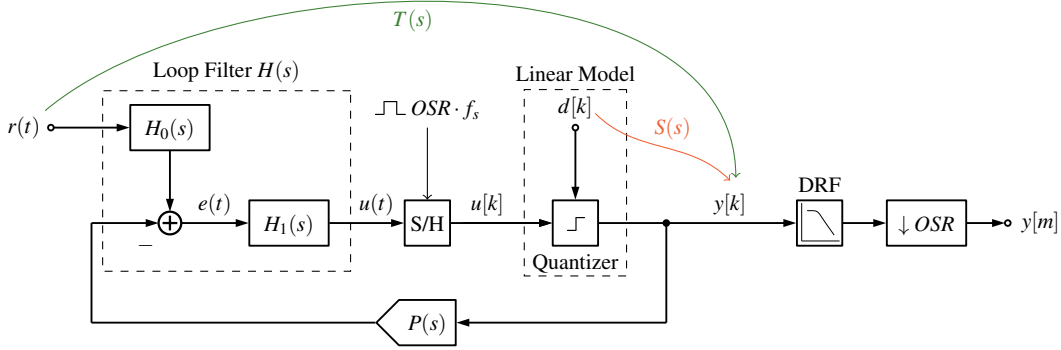 T(s)
Loop Filter H(s)
Linear Model
OSR · f_s
d[k]
S(s)
r(t)
H_0(s)
DRF
e(t)
u(t)
u[k]
y[k]
H_1(s)
S/H
↓ OSR
y[m]
+
−
Quantizer
P(s)